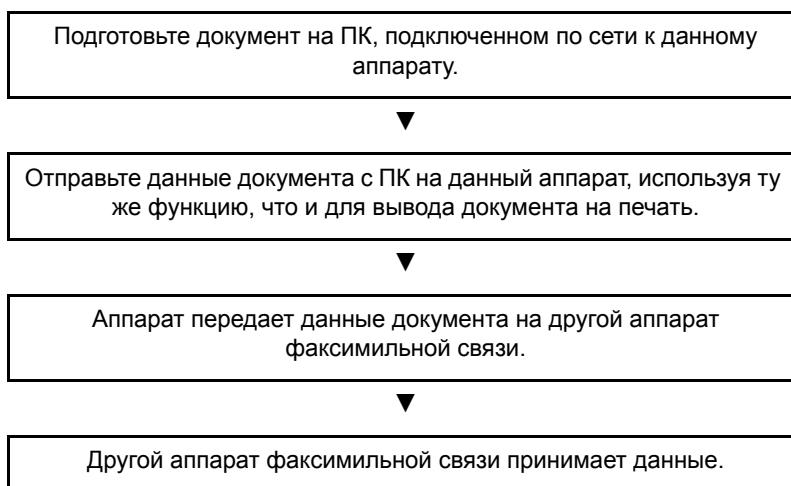 Подготовьте документ на ПК, подключенном по сети к данному
аппарату.
▼
Отправьте данные документа с ПК на данный аппарат, используя ту
же функцию, что и для вывода документа на печать.
▼
Аппарат передает данные документа на другой аппарат
факсимильной связи.
▼
Другой аппарат факсимильной связи принимает данные.